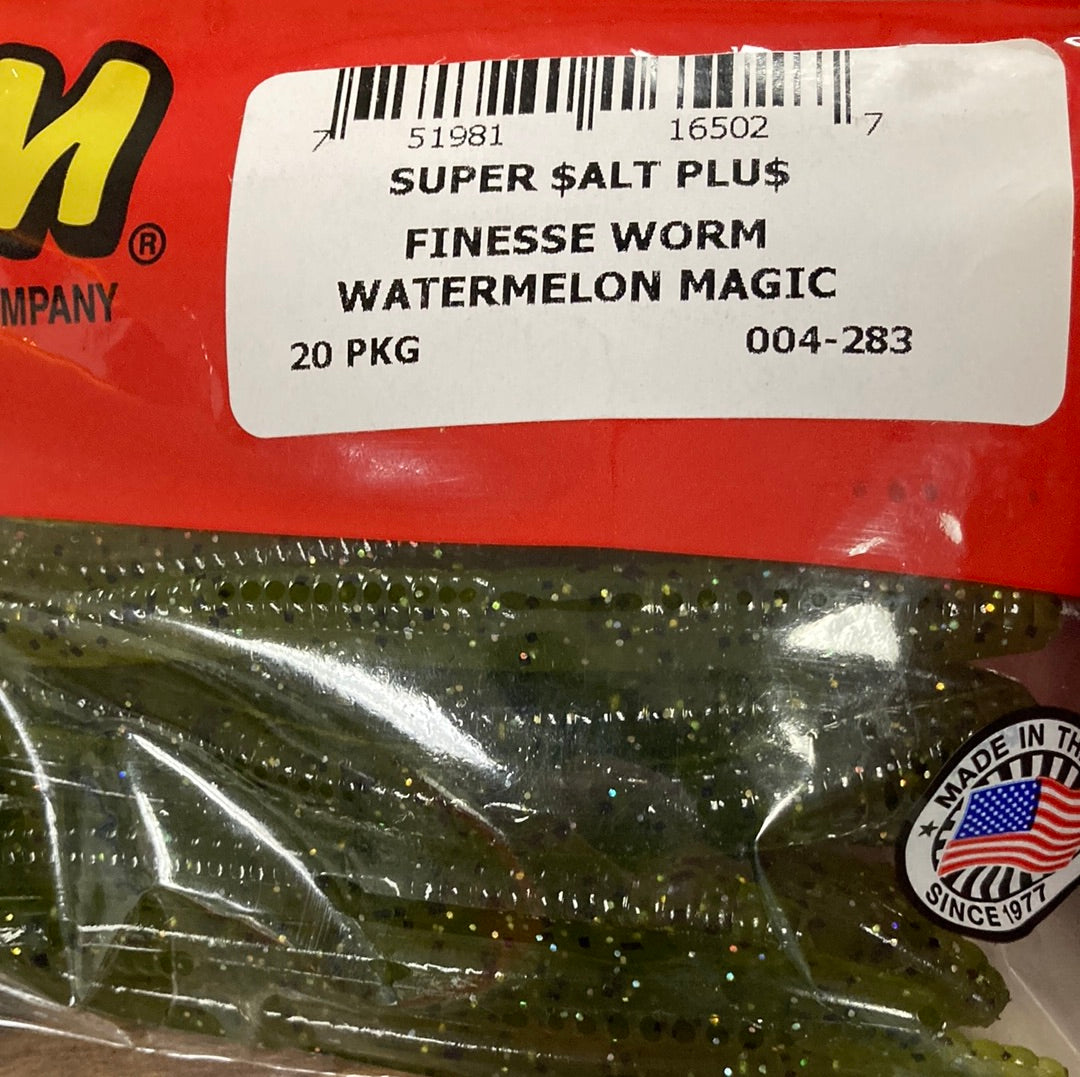 m®
MPANY
7 51981 16502 7
SUPER $ALT PLU$
FINESSE WORM
WATERMELON MAGIC
20 PKG 004-283
MADE IN TH
SINCE 1977